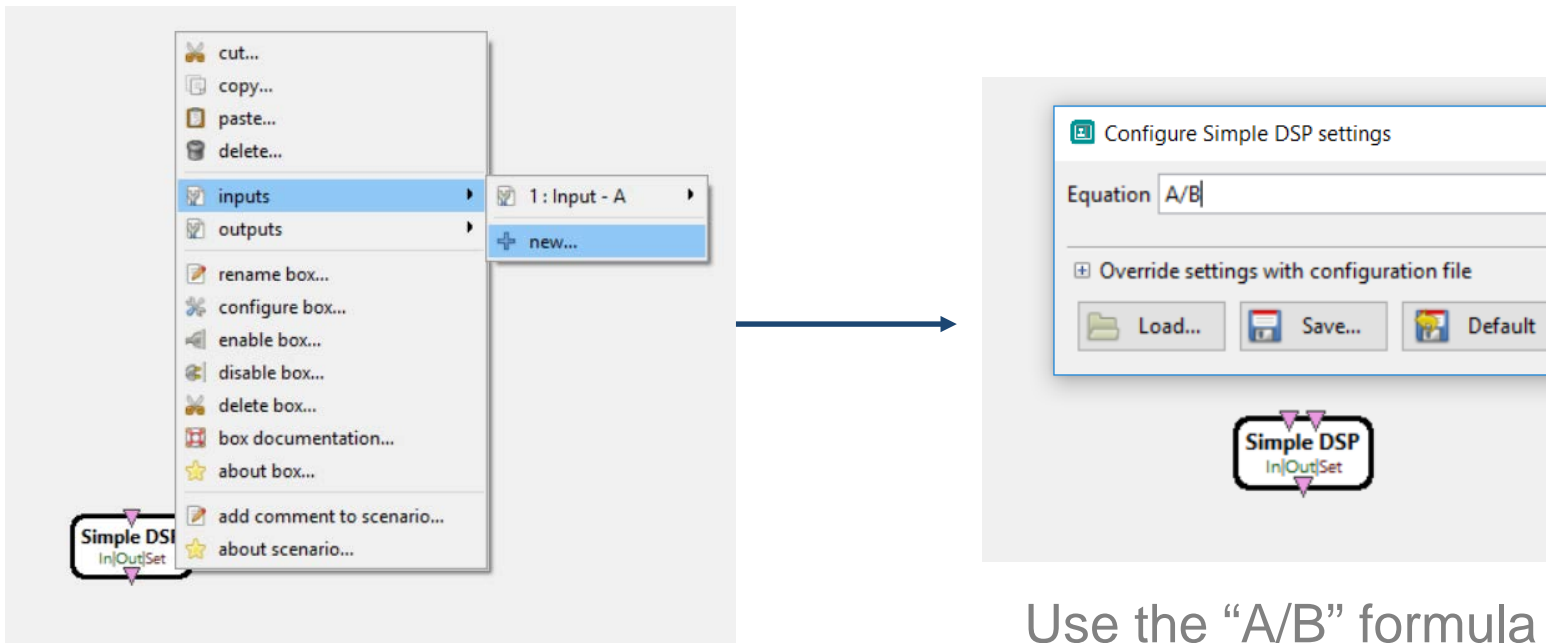 cut...
copy...
paste...
delete...
inputs
1 : Input - A
outputs
new...
rename box...
configure box...
enable box...
disable box...
delete box...
box documentation...
about box...
add comment to scenario...
about scenario...
Simple DSP
In|Out|Set
Configure Simple DSP settings
Equation A/B
Override settings with configuration file
Load... Save... Default
Simple DSP
In|Out|Set
Use the “A/B” formula